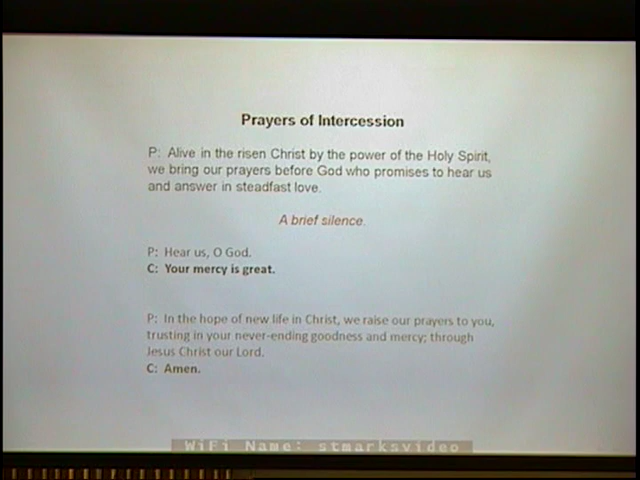 Prayers of Intercession
P: Alive in the risen Christ by the power of the Holy Spirit,
we bring our prayers before God who promises to hear us
and answer in steadfast love.
A brief silence.
P: Hear us, O God.
C: Your mercy is great.
P: In the hope of new life in Christ, we raise our prayers to you,
trusting in your never-ending goodness and mercy; through
Jesus Christ our Lord.
C: Amen.
WiFi Name: stmarksvideo